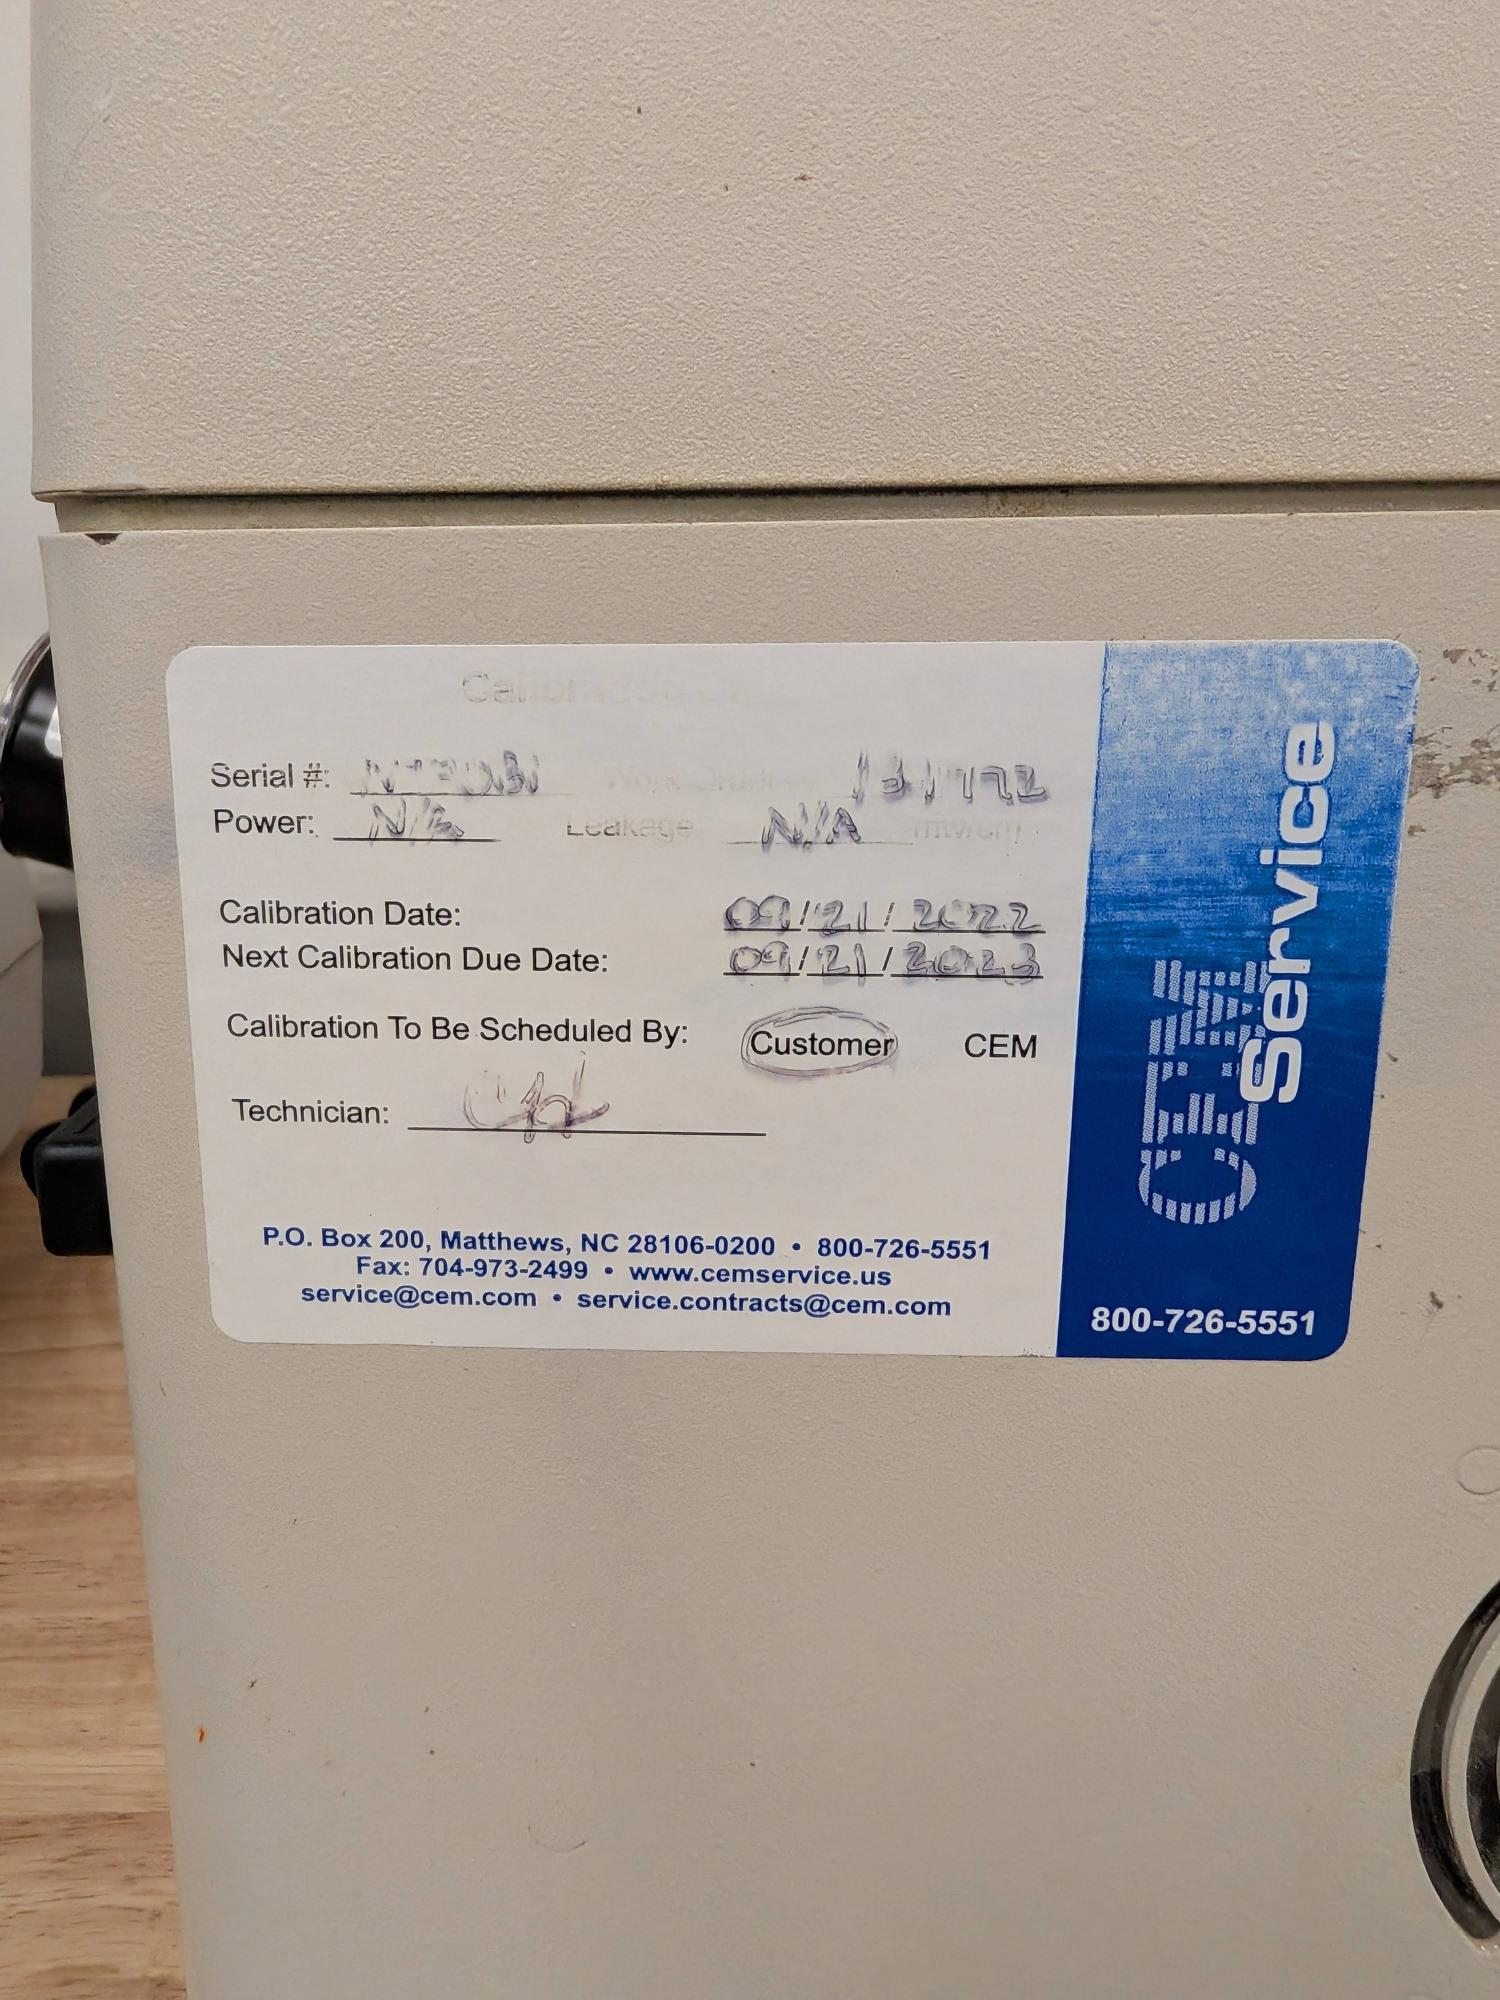 Serial #:
Power: N/A Leakage N/A
Calibration Date: 09/21/2022
Next Calibration Due Date: 09/21/2023
Calibration To Be Scheduled By: Customer CEM
Technician:
P.O. Box 200, Matthews, NC 28106-0200 • 800-726-5551
Fax: 704-973-2499 • www.cemservice.us
service@cem.com • service.contracts@cem.com
CEM
Service
800-726-5551